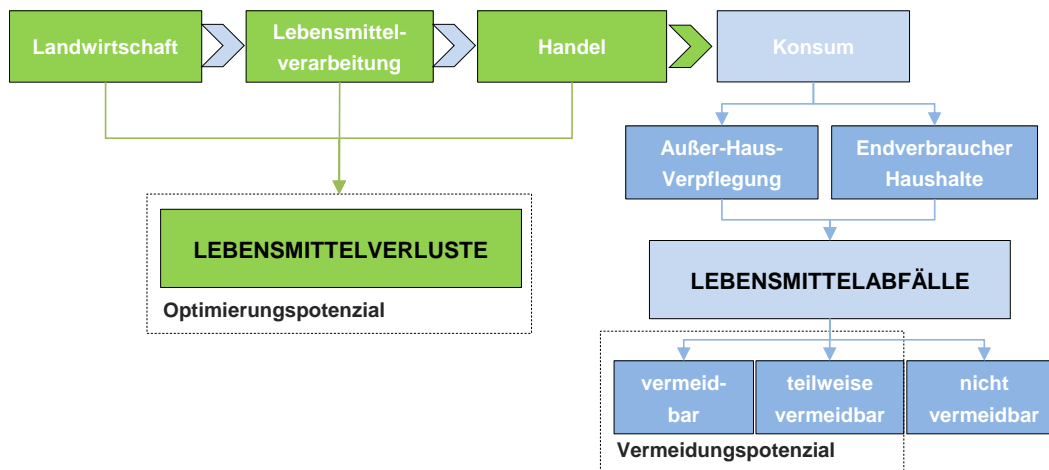 Landwirtschaft
Lebensmittel-
verarbeitung
Handel
Konsum
Außer-Haus-
Verpflegung
Endverbraucher
Haushalte
LEBENSMITTELVERLUSTE
Optimierungspotenzial
LEBENSMITTELABFÄLLE
vermeid-
bar
teilweise
vermeidbar
nicht
vermeidbar
Vermeidungspotenzial